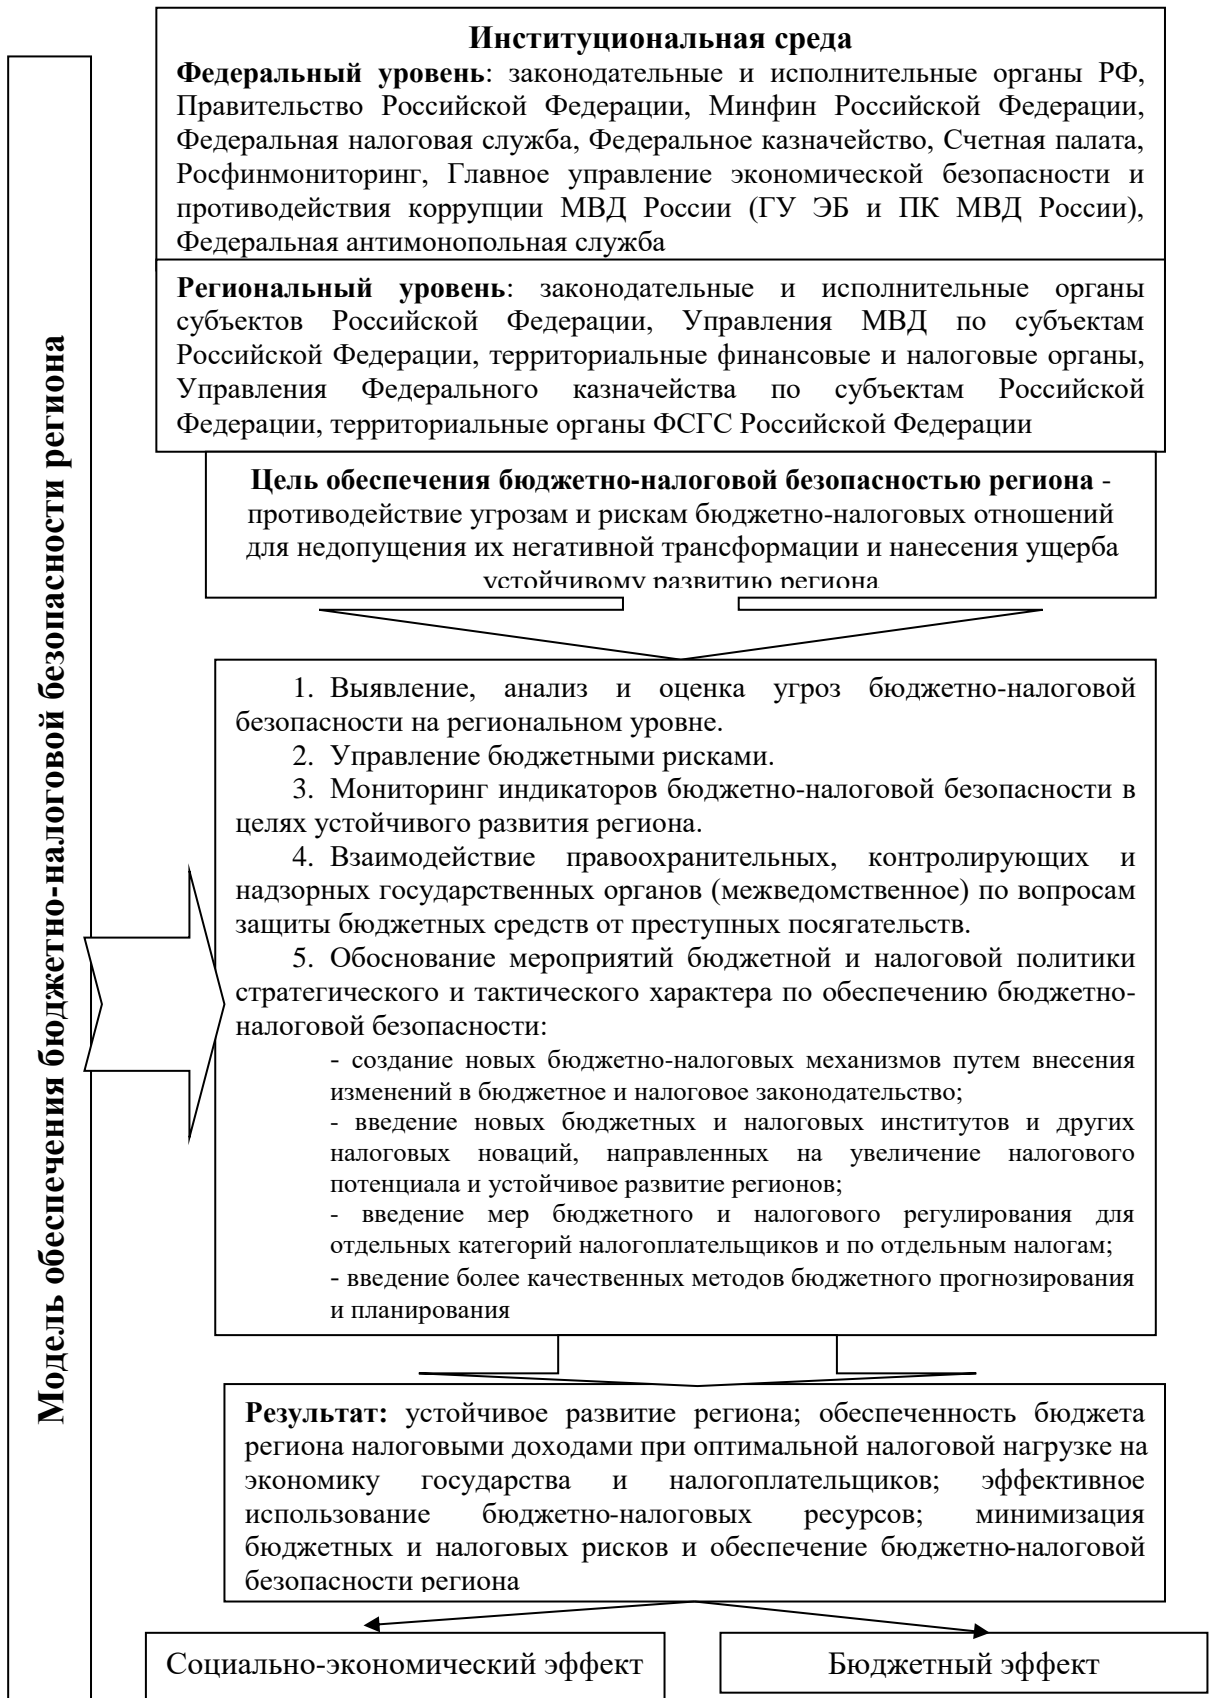 Модель обеспечения бюджетно-налоговой безопасности региона
Институциональная среда
Федеральный уровень: законодательные и исполнительные органы РФ,
Правительство Российской Федерации, Минфин Российской Федерации,
Федеральная налоговая служба, Федеральное казначейство, Счетная палата,
Росфинмониторинг, Главное управление экономической безопасности и
противодействия коррупции МВД России (ГУ ЭБ и ПК МВД России),
Федеральная антимонопольная служба
Региональный уровень: законодательные и исполнительные органы
субъектов Российской Федерации, Управления МВД по субъектам
Российской Федерации, территориальные финансовые и налоговые органы,
Управления Федерального казначейства по субъектам Российской
Федерации, территориальные органы ФСГС Российской Федерации
Цель обеспечения бюджетно-налоговой безопасностью региона -
противодействие угрозам и рискам бюджетно-налоговых отношений
для недопущения их негативной трансформации и нанесения ущерба
устойчивому развитию региона
1. Выявление, анализ и оценка угроз бюджетно-налоговой
безопасности на региональном уровне.
2. Управление бюджетными рисками.
3. Мониторинг индикаторов бюджетно-налоговой безопасности в
целях устойчивого развития региона.
4. Взаимодействие правоохранительных, контролирующих и
надзорных государственных органов (межведомственное) по вопросам
защиты бюджетных средств от преступных посягательств.
5. Обоснование мероприятий бюджетной и налоговой политики
стратегического и тактического характера по обеспечению бюджетно-
налоговой безопасности:
- создание новых бюджетно-налоговых механизмов путем внесения
изменений в бюджетное и налоговое законодательство;
- введение новых бюджетных и налоговых институтов и других
налоговых новаций, направленных на увеличение налогового
потенциала и устойчивое развитие регионов;
- введение мер бюджетного и налогового регулирования для
отдельных категорий налогоплательщиков и по отдельным налогам;
- введение более качественных методов бюджетного прогнозирования
и планирования
Результат: устойчивое развитие региона; обеспеченность бюджета
региона налоговыми доходами при оптимальной налоговой нагрузке на
экономику государства и налогоплательщиков; эффективное
использование бюджетно-налоговых ресурсов; минимизация
бюджетных и налоговых рисков и обеспечение бюджетно-налоговой
безопасности региона
Социально-экономический эффект
Бюджетный эффект